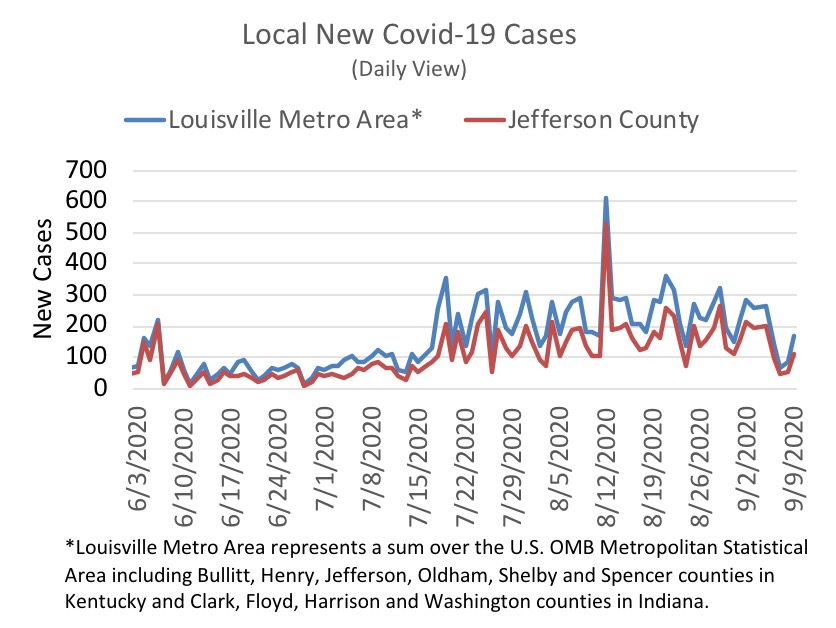 Local New Covid-19 Cases
(Daily View)
Louisville Metro Area* Jefferson County
New Cases
700
600
500
400
300
200
100
0
6/3/2020 6/10/2020 6/17/2020 6/24/2020 7/1/2020 7/8/2020 7/15/2020 7/22/2020 7/29/2020 8/5/2020 8/12/2020 8/19/2020 8/26/2020 9/2/2020 9/9/2020
*Louisville Metro Area represents a sum over the U.S. OMB Metropolitan Statistical
Area including Bullitt, Henry, Jefferson, Oldham, Shelby and Spencer counties in
Kentucky and Clark, Floyd, Harrison and Washington counties in Indiana.